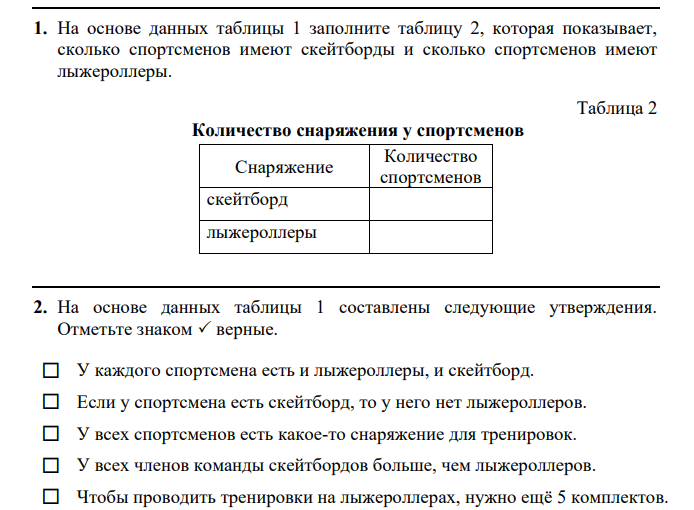 1. На основе данных таблицы 1 заполните таблицу 2, которая показывает,
сколько спортсменов имеют скейтборды и сколько спортсменов имеют
лыжероллеры.
Таблица 2
Количество снаряжения у спортсменов
Снаряжение
Количество
спортсменов
скейтборд
лыжероллеры
2. На основе данных таблицы 1 составлены следующие утверждения.
Отметьте знаком ✓ верные.
☐ У каждого спортсмена есть и лыжероллеры, и скейтборд.
☐ Если у спортсмена есть скейтборд, то у него нет лыжероллеров.
☐ У всех спортсменов есть какое-то снаряжение для тренировок.
☐ У всех членов команды скейтбордов больше, чем лыжероллеров.
☐ Чтобы проводить тренировки на лыжероллерах, нужно ещё 5 комплектов.